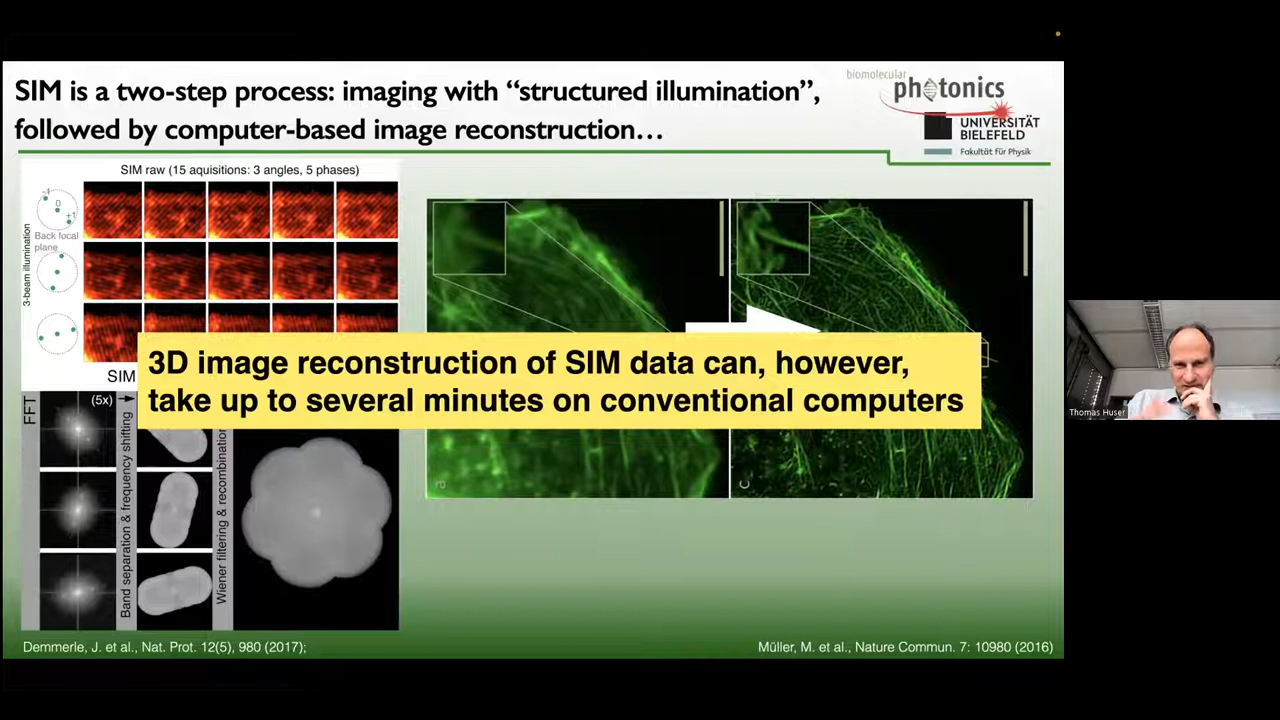 SIM is a two-step process: imaging with “structured illumination”,
followed by computer-based image reconstruction…
biomolecular
photonics
UNIVERSITÄT
BIELEFELD
Fakultät für Physik
SIM raw (15 aquisitions: 3 angles, 5 phases)
-1
0
+1
Back focal
plane
3-beam illumination
SIM
3D image reconstruction of SIM data can, however,
take up to several minutes on conventional computers
FFT
(5x)
Band separation & frequency shifting
Wiener filtering & recombination
a
c
Demmerle, J. et al., Nat. Prot. 12(5), 980 (2017);
Müller, M. et al., Nature Commun. 7: 10980 (2016)
Thomas Huser